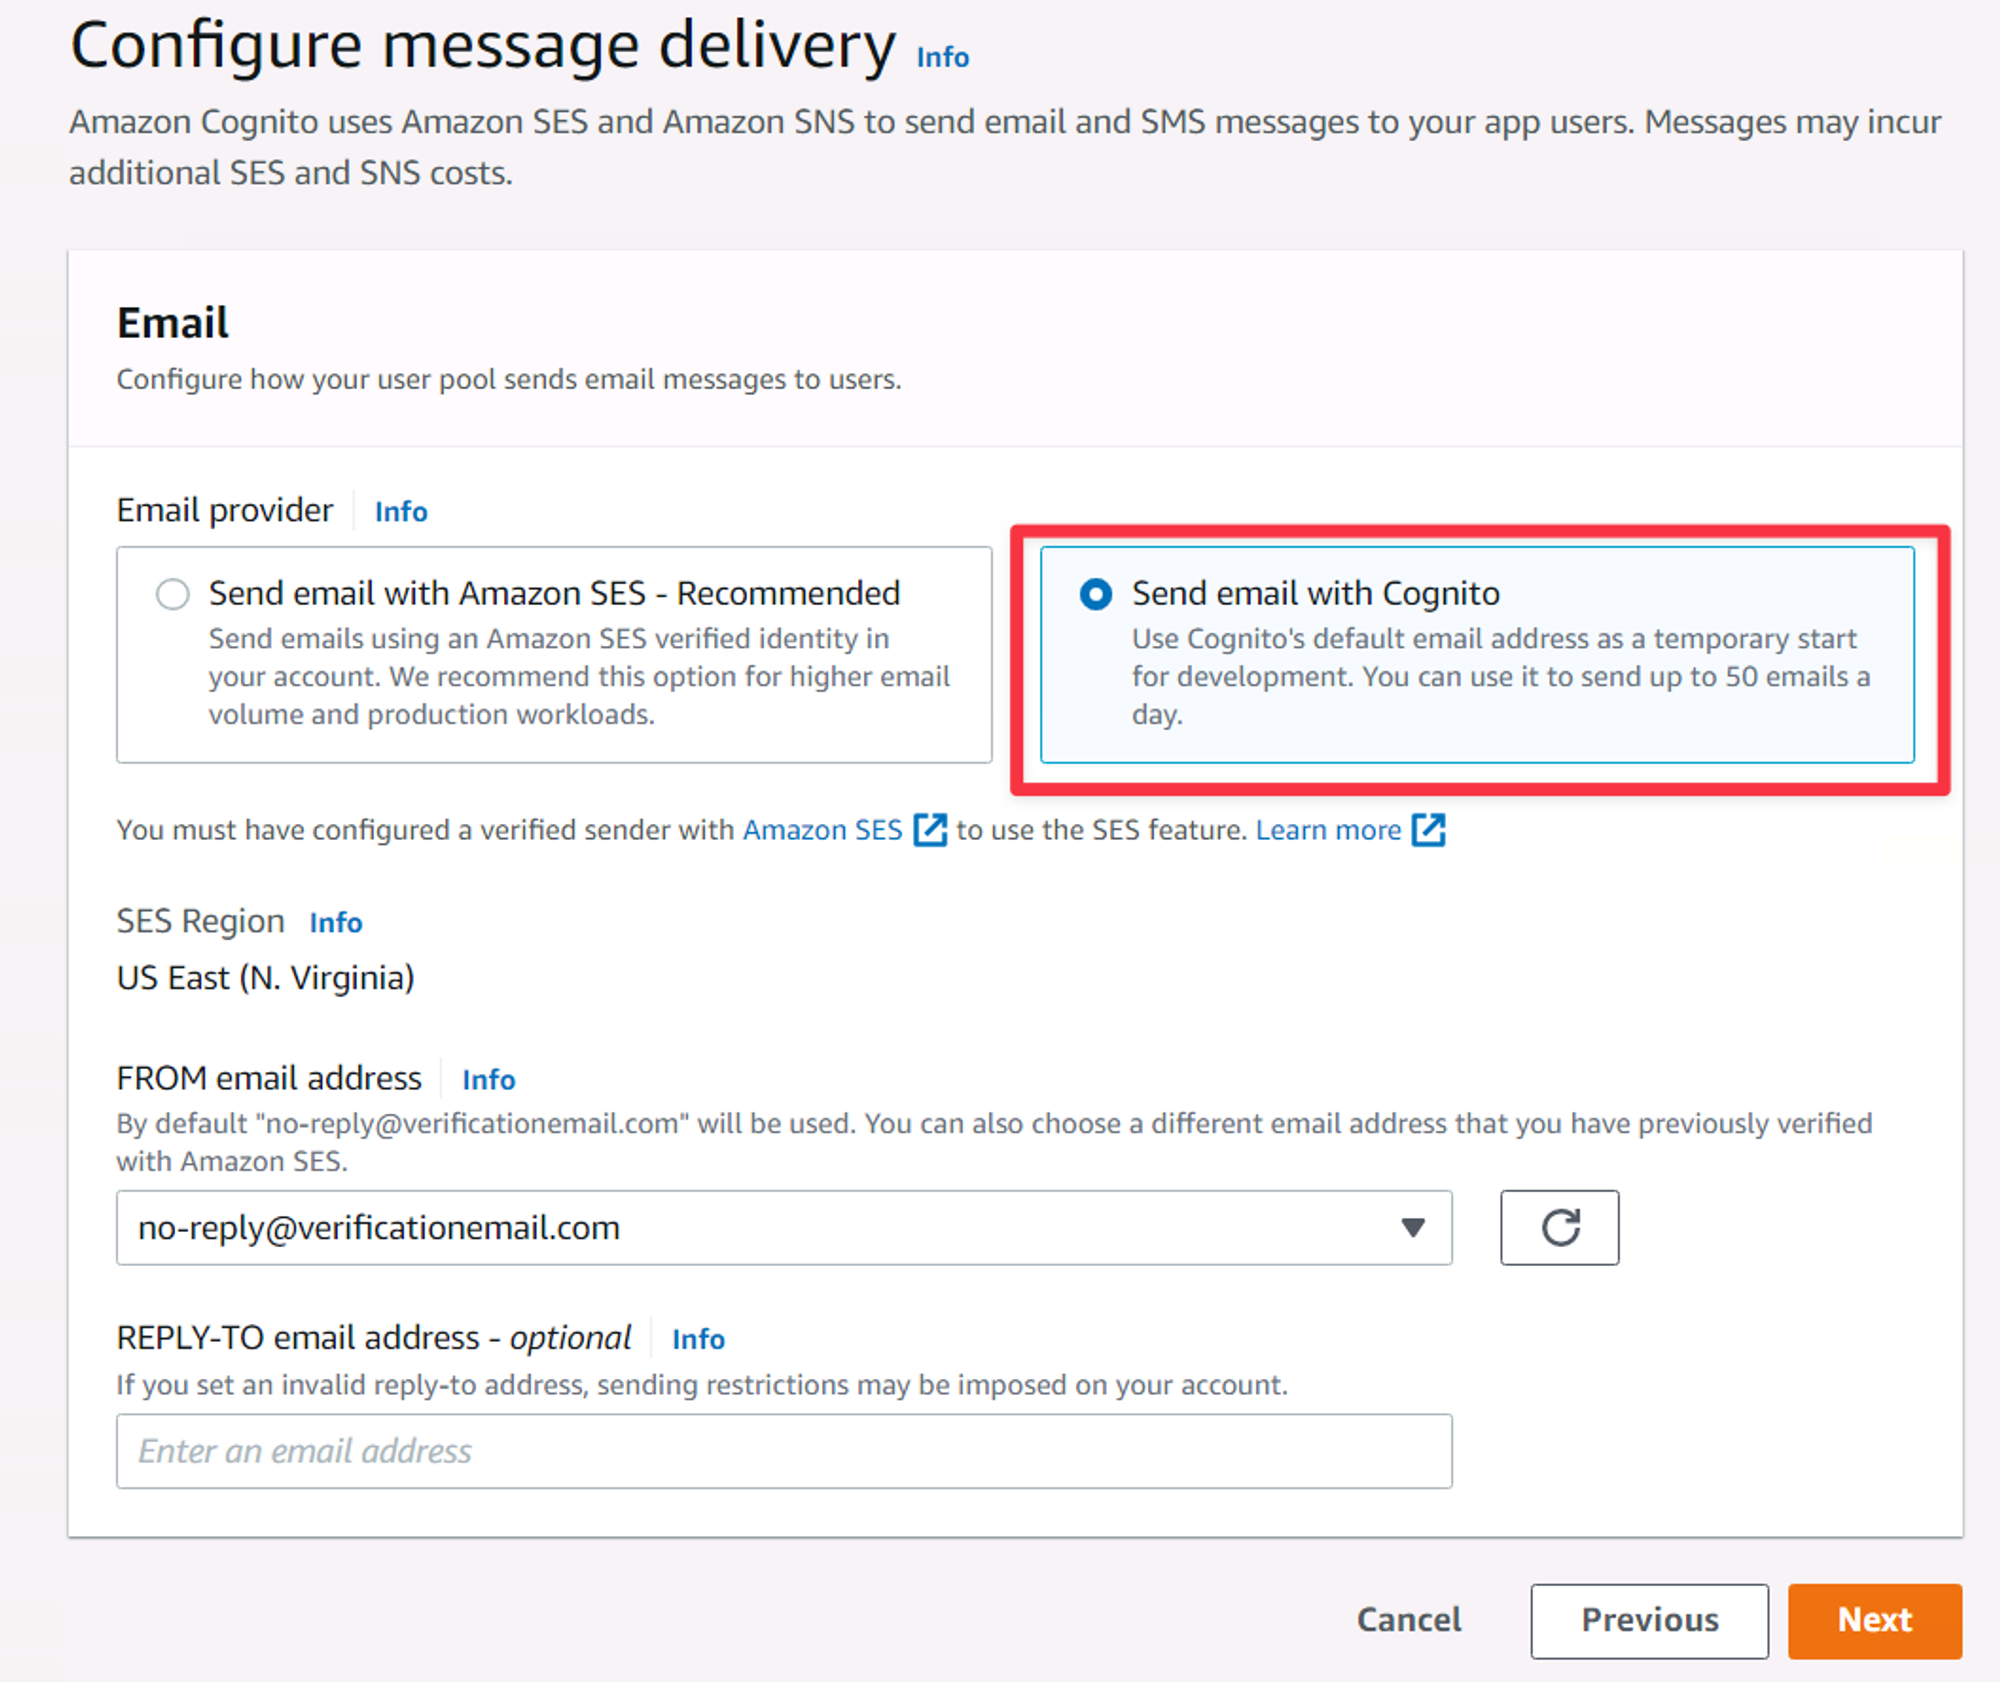 Configure message delivery Info
Amazon Cognito uses Amazon SES and Amazon SNS to send email and SMS messages to your app users. Messages may incur
additional SES and SNS costs.
Email
Configure how your user pool sends email messages to users.
Email provider Info
Send email with Amazon SES - Recommended
Send emails using an Amazon SES verified identity in
your account. We recommend this option for higher email
volume and production workloads.
Send email with Cognito
Use Cognito's default email address as a temporary start
for development. You can use it to send up to 50 emails a
day.
You must have configured a verified sender with Amazon SES to use the SES feature. Learn more
SES Region Info
US East (N. Virginia)
FROM email address Info
By default "no-reply@verificationemail.com" will be used. You can also choose a different email address that you have previously verified
with Amazon SES.
no-reply@verificationemail.com
REPLY-TO email address - optional Info
If you set an invalid reply-to address, sending restrictions may be imposed on your account.
Enter an email address
Cancel Previous Next